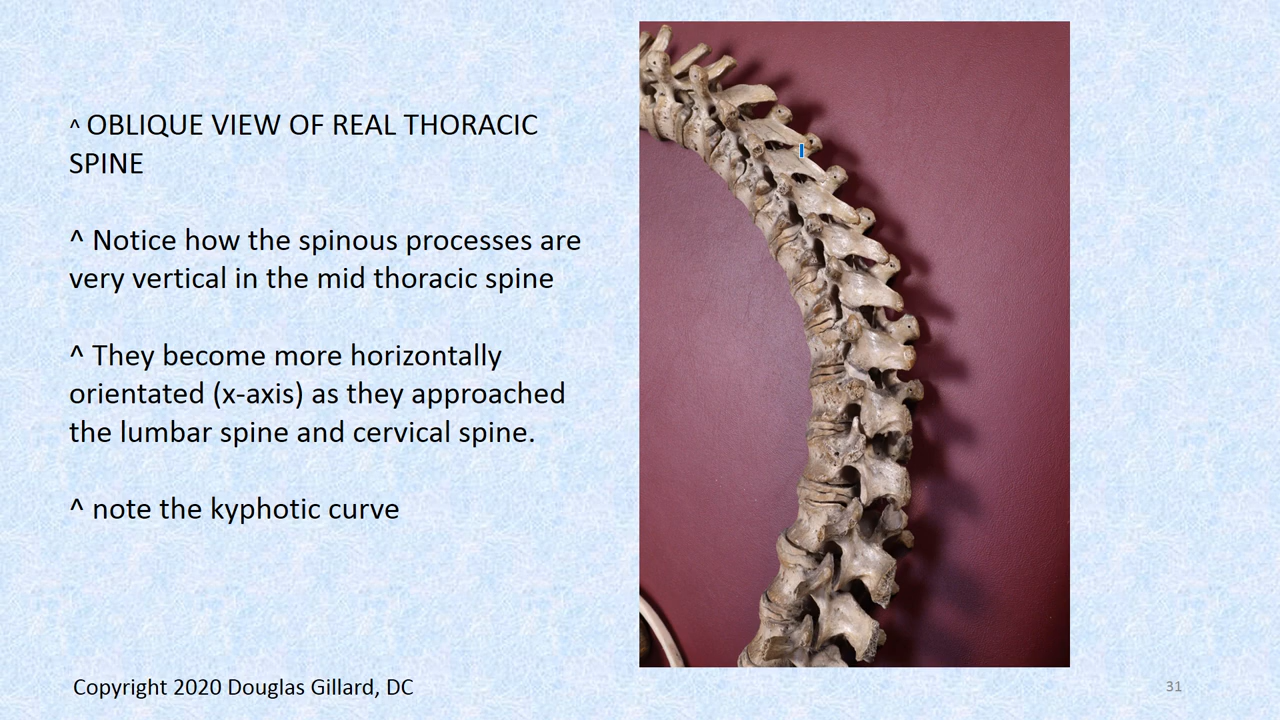 ^ OBLIQUE VIEW OF REAL THORACIC
SPINE
^ Notice how the spinous processes are
very vertical in the mid thoracic spine
^ They become more horizontally
orientated (x-axis) as they approached
the lumbar spine and cervical spine.
^ note the kyphotic curve
Copyright 2020 Douglas Gillard, DC
31